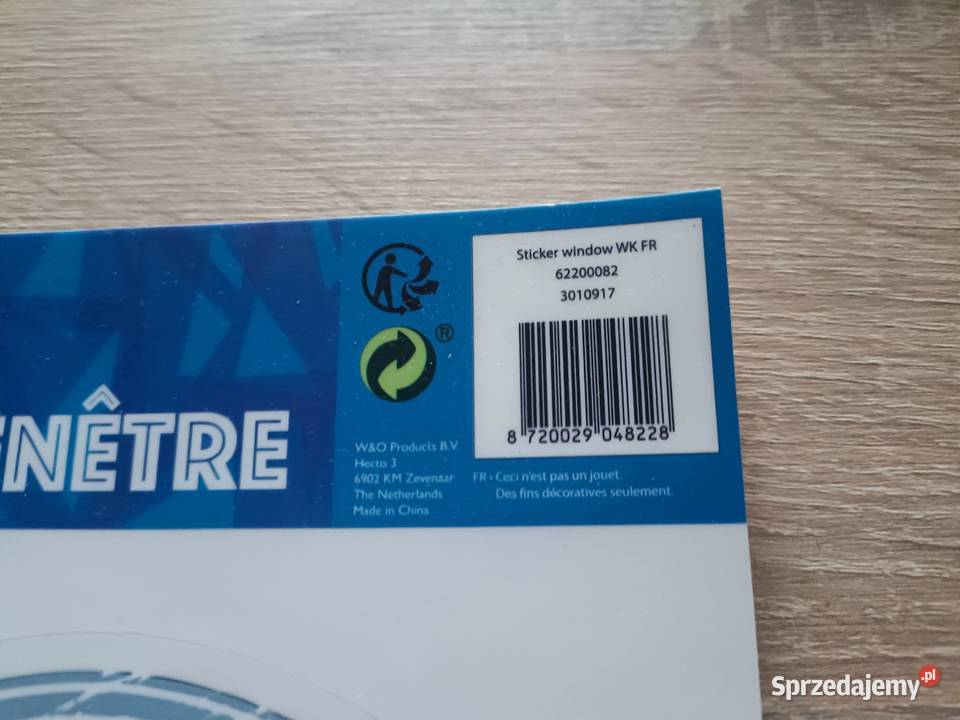 Sticker window WK FR
62200082
3010917
8 720029 048228
®
NÊTRE
W&O Products B.V.
Hecto 3
6902 KM Zevenaar
The Netherlands
Made in China
FR • Ceci n'est pas un jouet.
Des fins décoratives seulement.
Sprzedajemy.pl